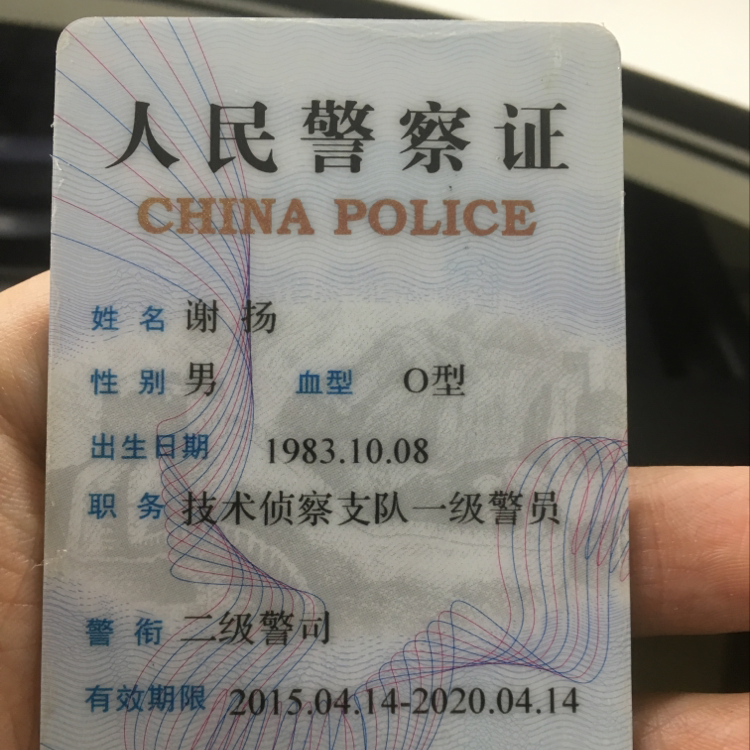 人民警察证
CHINA POLICE
姓名 谢扬
性别 男 血型 O型
出生日期 1983.10.08
职务 技术侦察支队一级警员
警衔 二级警司
有效期限 2015.04.14-2020.04.14